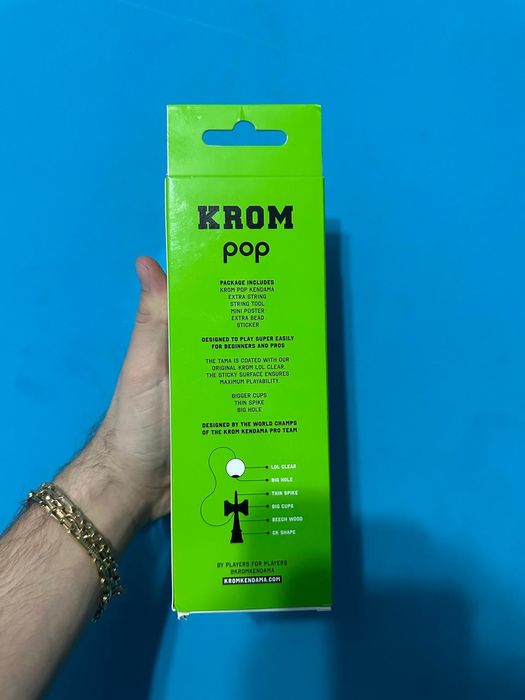 KROM
pop
PACKAGE INCLUDES
KROM POP KENDAMA
EXTRA STRING
STRING TOOL
MINI POSTER
EXTRA BEAD
STICKER
DESIGNED TO PLAY SUPER EASILY
FOR BEGINNERS AND PROS
THE TAMA IS COATED WITH OUR
ORIGINAL KROM LOL CLEAR.
THE STICKY SURFACE ENSURES
MAXIMUM PLAYABILITY.
BIGGER CUPS
THIN SPIKE
BIG HOLE
DESIGNED BY THE WORLD CHAMPS
OF THE KROM KENDAMA PRO TEAM
LOL CLEAR
BIG HOLE
THIN SPIKE
BIG CUPS
BEECH WOOD
CK SHAPE
BY PLAYERS FOR PLAYERS
@KROMKENDAMA
KROMKENDAMA.COM